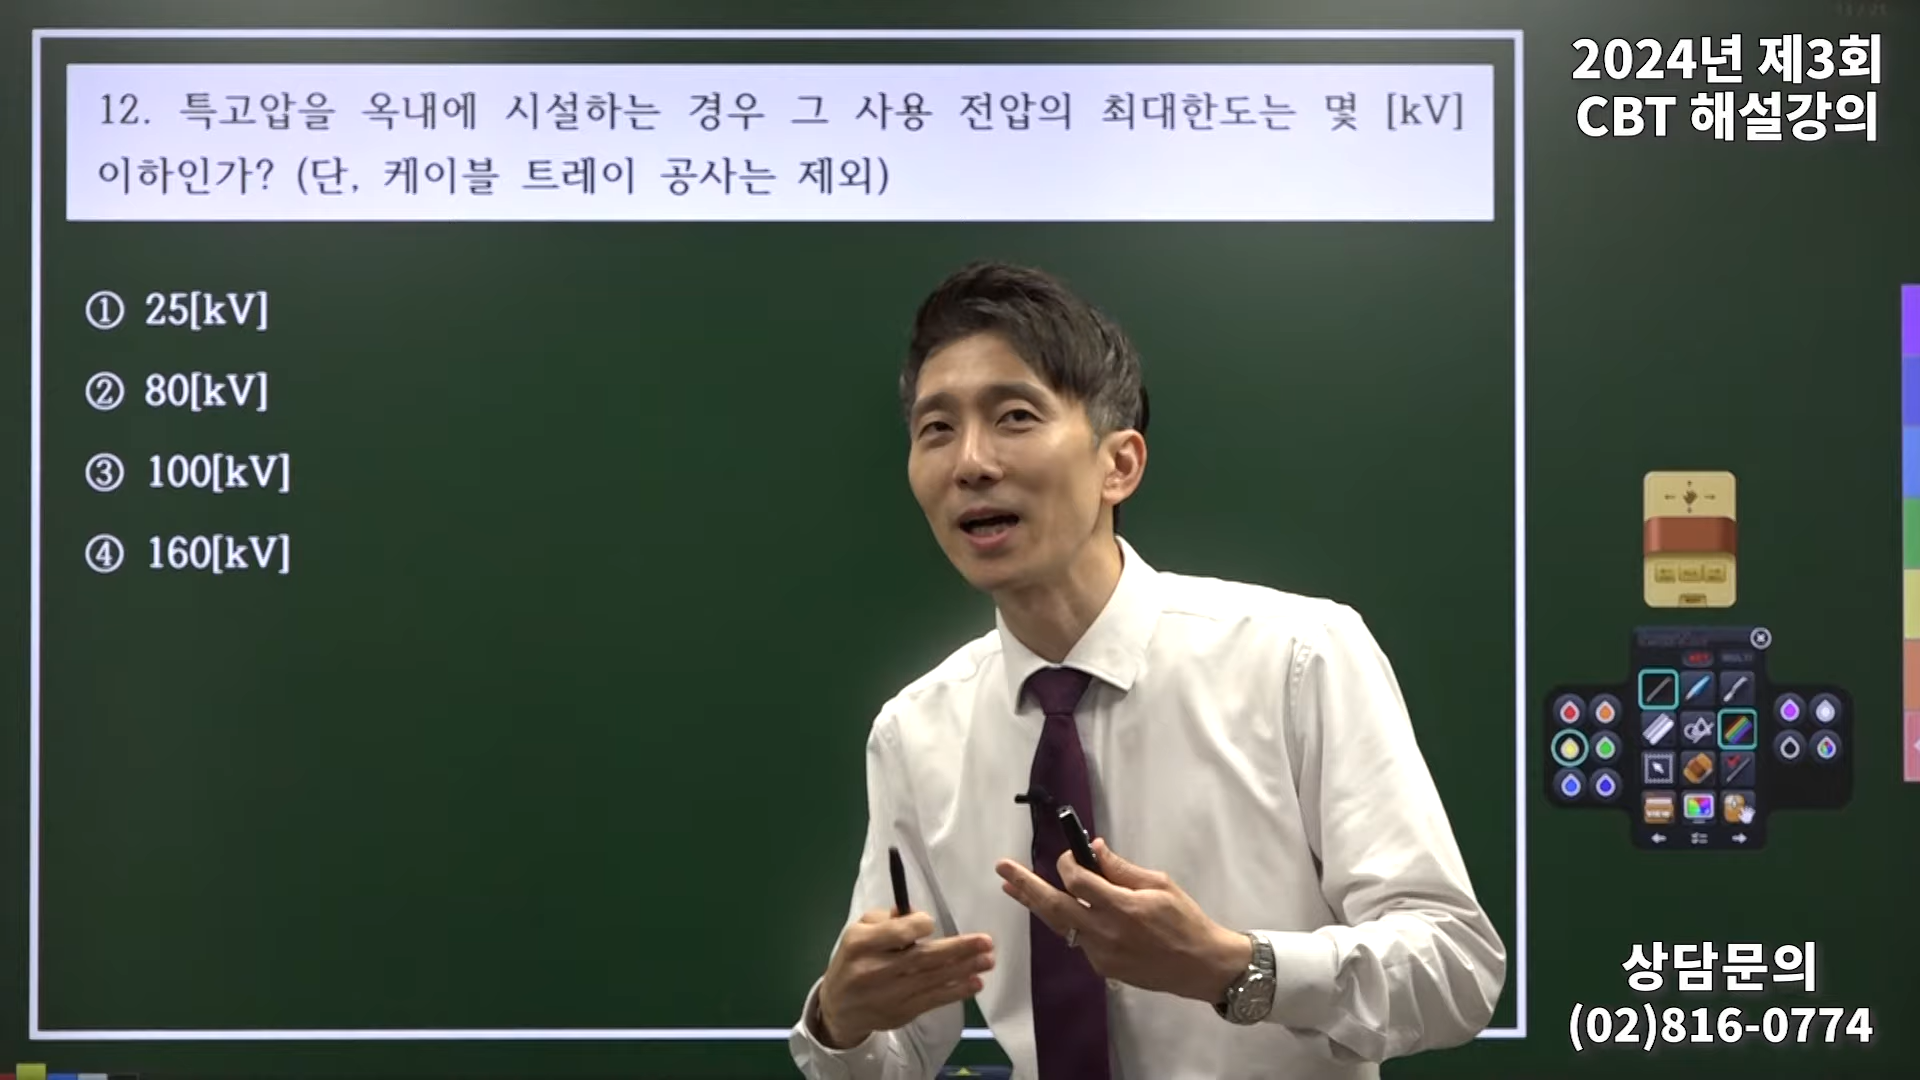 2024년 제3회
CBT 해설강의
12. 특고압을 옥내에 시설하는 경우 그 사용 전압의 최대한도는 몇 [kV]
이하인가? (단, 케이블 트레이 공사는 제외)
① 25[kV]
② 80[kV]
③ 100[kV]
④ 160[kV]
상담문의
(02)816-0774